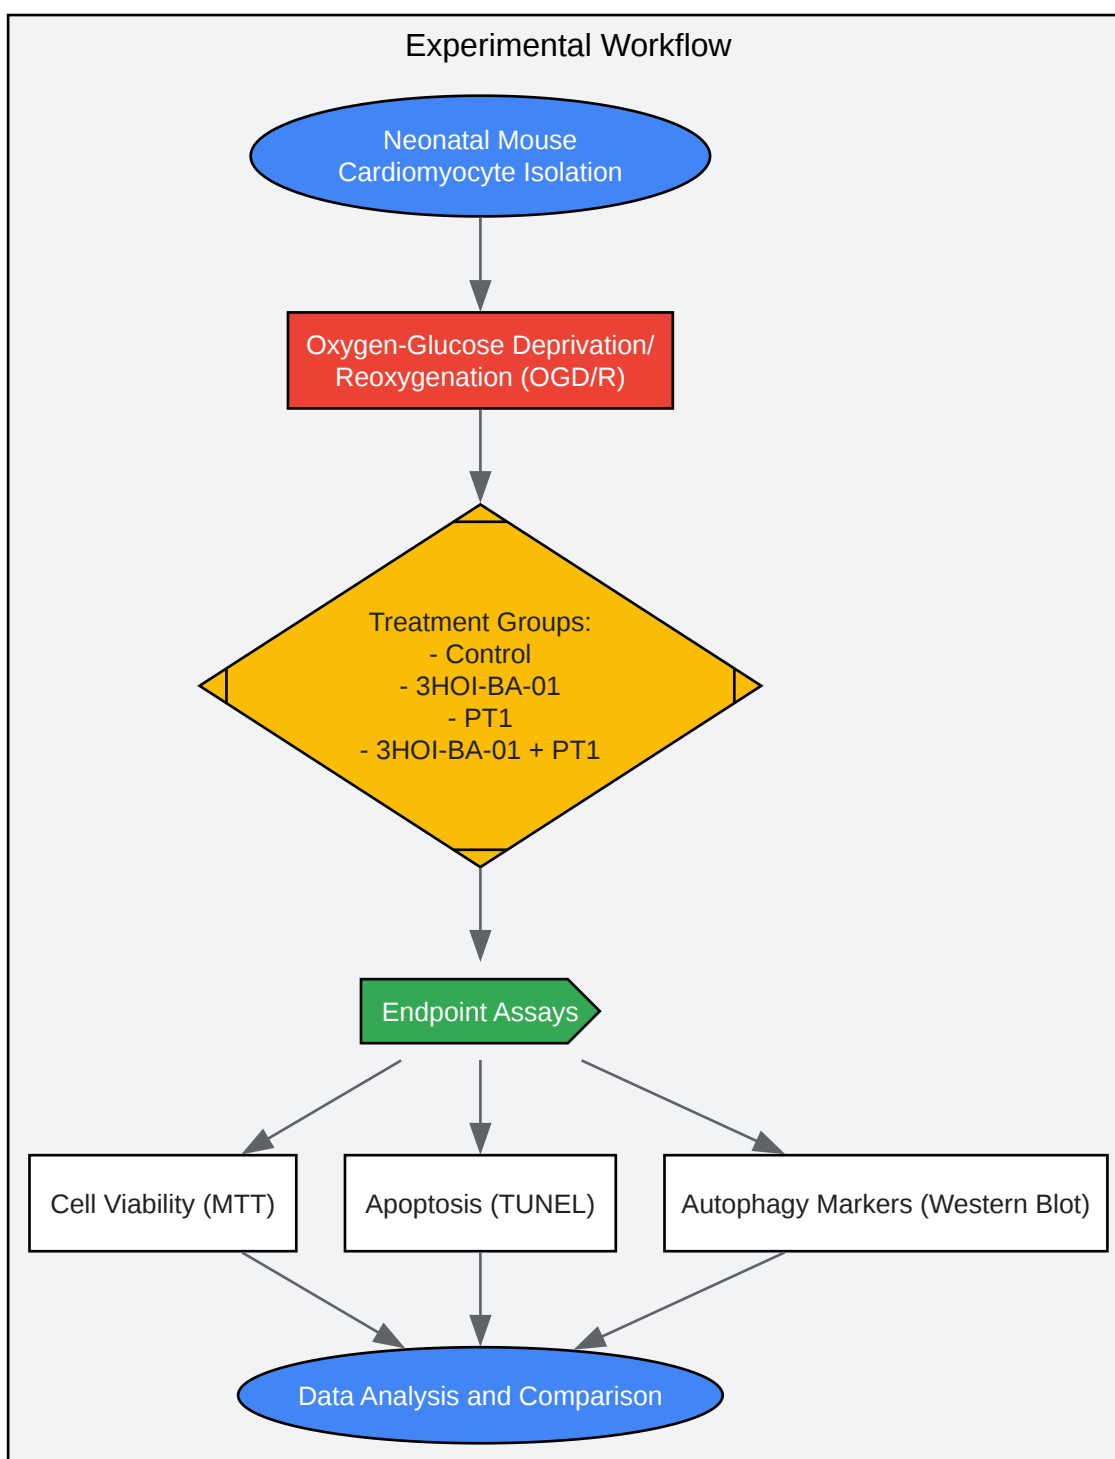 Experimental Workflow
Neonatal Mouse
Cardiomyocyte Isolation
Oxygen-Glucose Deprivation/
Reoxygenation (OGD/R)
Treatment Groups:
- Control
- 3HOI-BA-01
- PT1
- 3HOI-BA-01 + PT1
Endpoint Assays
Cell Viability (MTT)
Apoptosis (TUNEL)
Autophagy Markers (Western Blot)
Data Analysis and Comparison